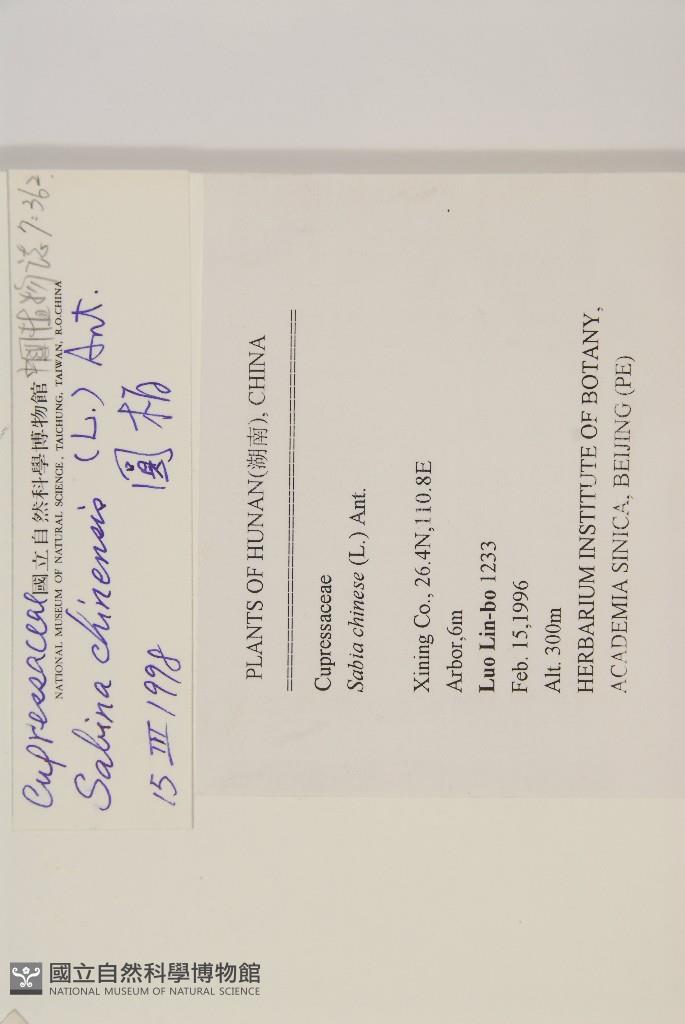 中國植物誌 7:362.
Cupressaceae 國立自然科學博物館
NATIONAL MUSEUM OF NATURAL SCIENCE, TAICHUNG, TAIWAN, R.O.CHINA
Sabina chinensis (L.) Ant.
圓柏
15 III 1998
PLANTS OF HUNAN(湖南), CHINA
Cupressaceae
Sabia chinese (L.) Ant.
Xining Co., 26.4N,110.8E
Arbor,6m
Luo Lin-bo 1233
Feb. 15,1996
Alt. 300m
HERBARIUM INSTITUTE OF BOTANY,
ACADEMIA SINICA, BEIJING (PE)
國立自然科學博物館
NATIONAL MUSEUM OF NATURAL SCIENCE